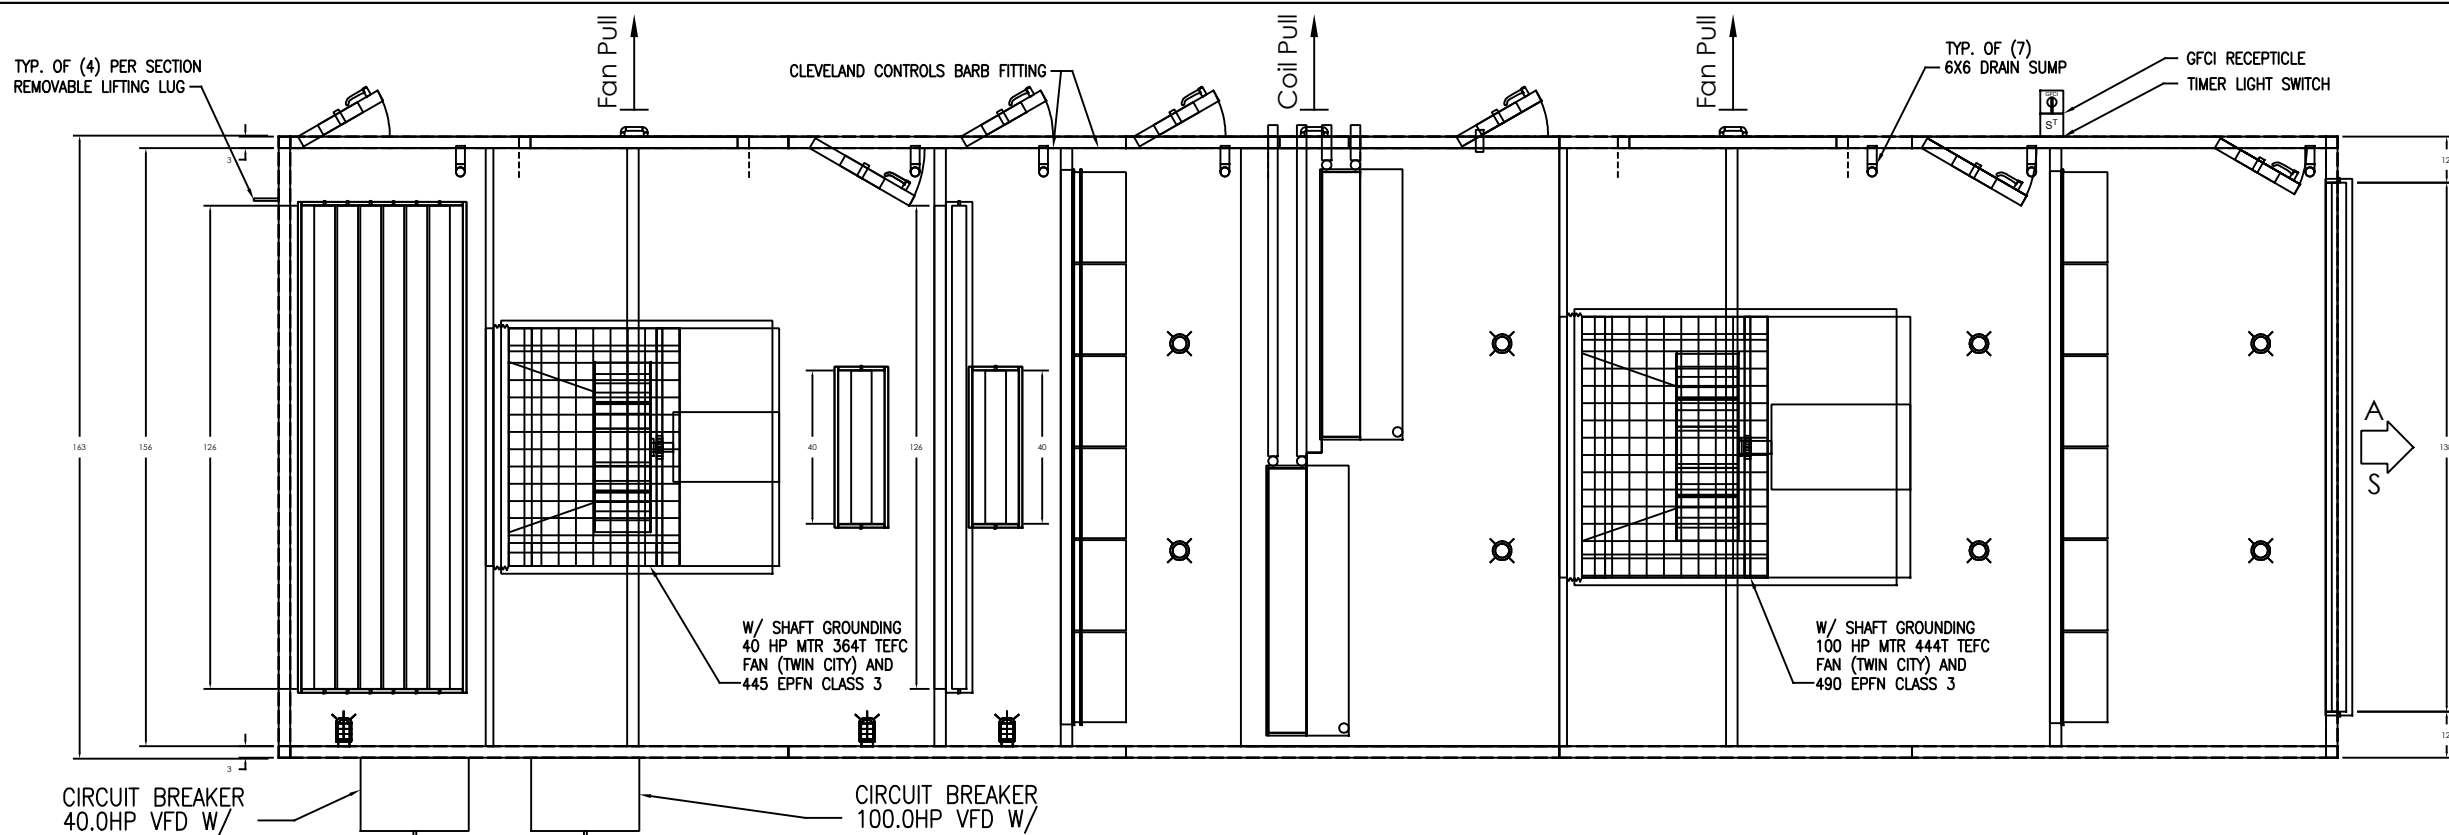 Fan Pull
Coil Pull
Fan Pull
TYP. OF (4) PER SECTION
REMOVABLE LIFTING LUG
CLEVELAND CONTROLS BARB FITTING
TYP. OF (7)
6X6 DRAIN SUMP
GFCI RECEPTICLE
TIMER LIGHT SWITCH
GFCI
ST
3
12
163
156
126
40
126
40
A
S
W/ SHAFT GROUNDING
40 HP MTR 364T TEFC
FAN (TWIN CITY) AND
445 EPFN CLASS 3
W/ SHAFT GROUNDING
100 HP MTR 444T TEFC
FAN (TWIN CITY) AND
490 EPFN CLASS 3
12
3
CIRCUIT BREAKER
40.0HP VFD W/
CIRCUIT BREAKER
100.0HP VFD W/